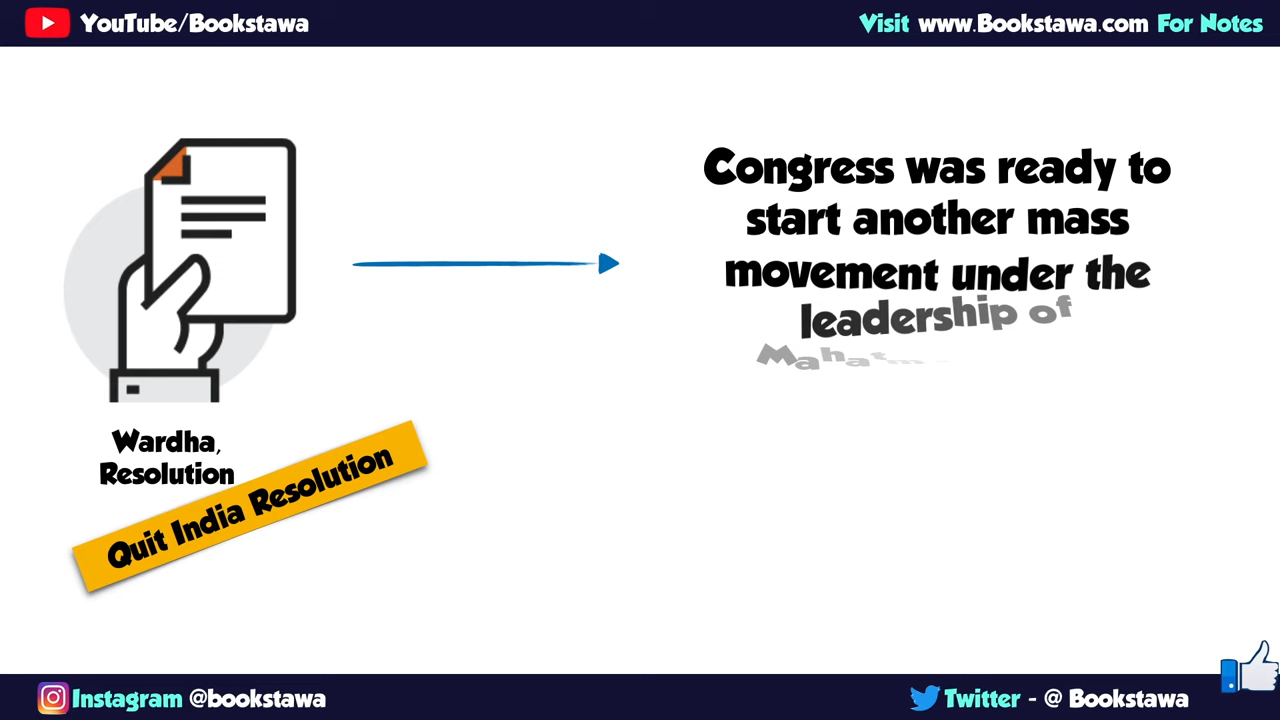 YouTube/Bookstawa
Visit www.Bookstawa.com For Notes
Congress was ready to
start another mass
movement under the
leadership of
Wardha,
Resolution
Quit India Resolution
Instagram @bookstawa
Twitter - @ Bookstawa